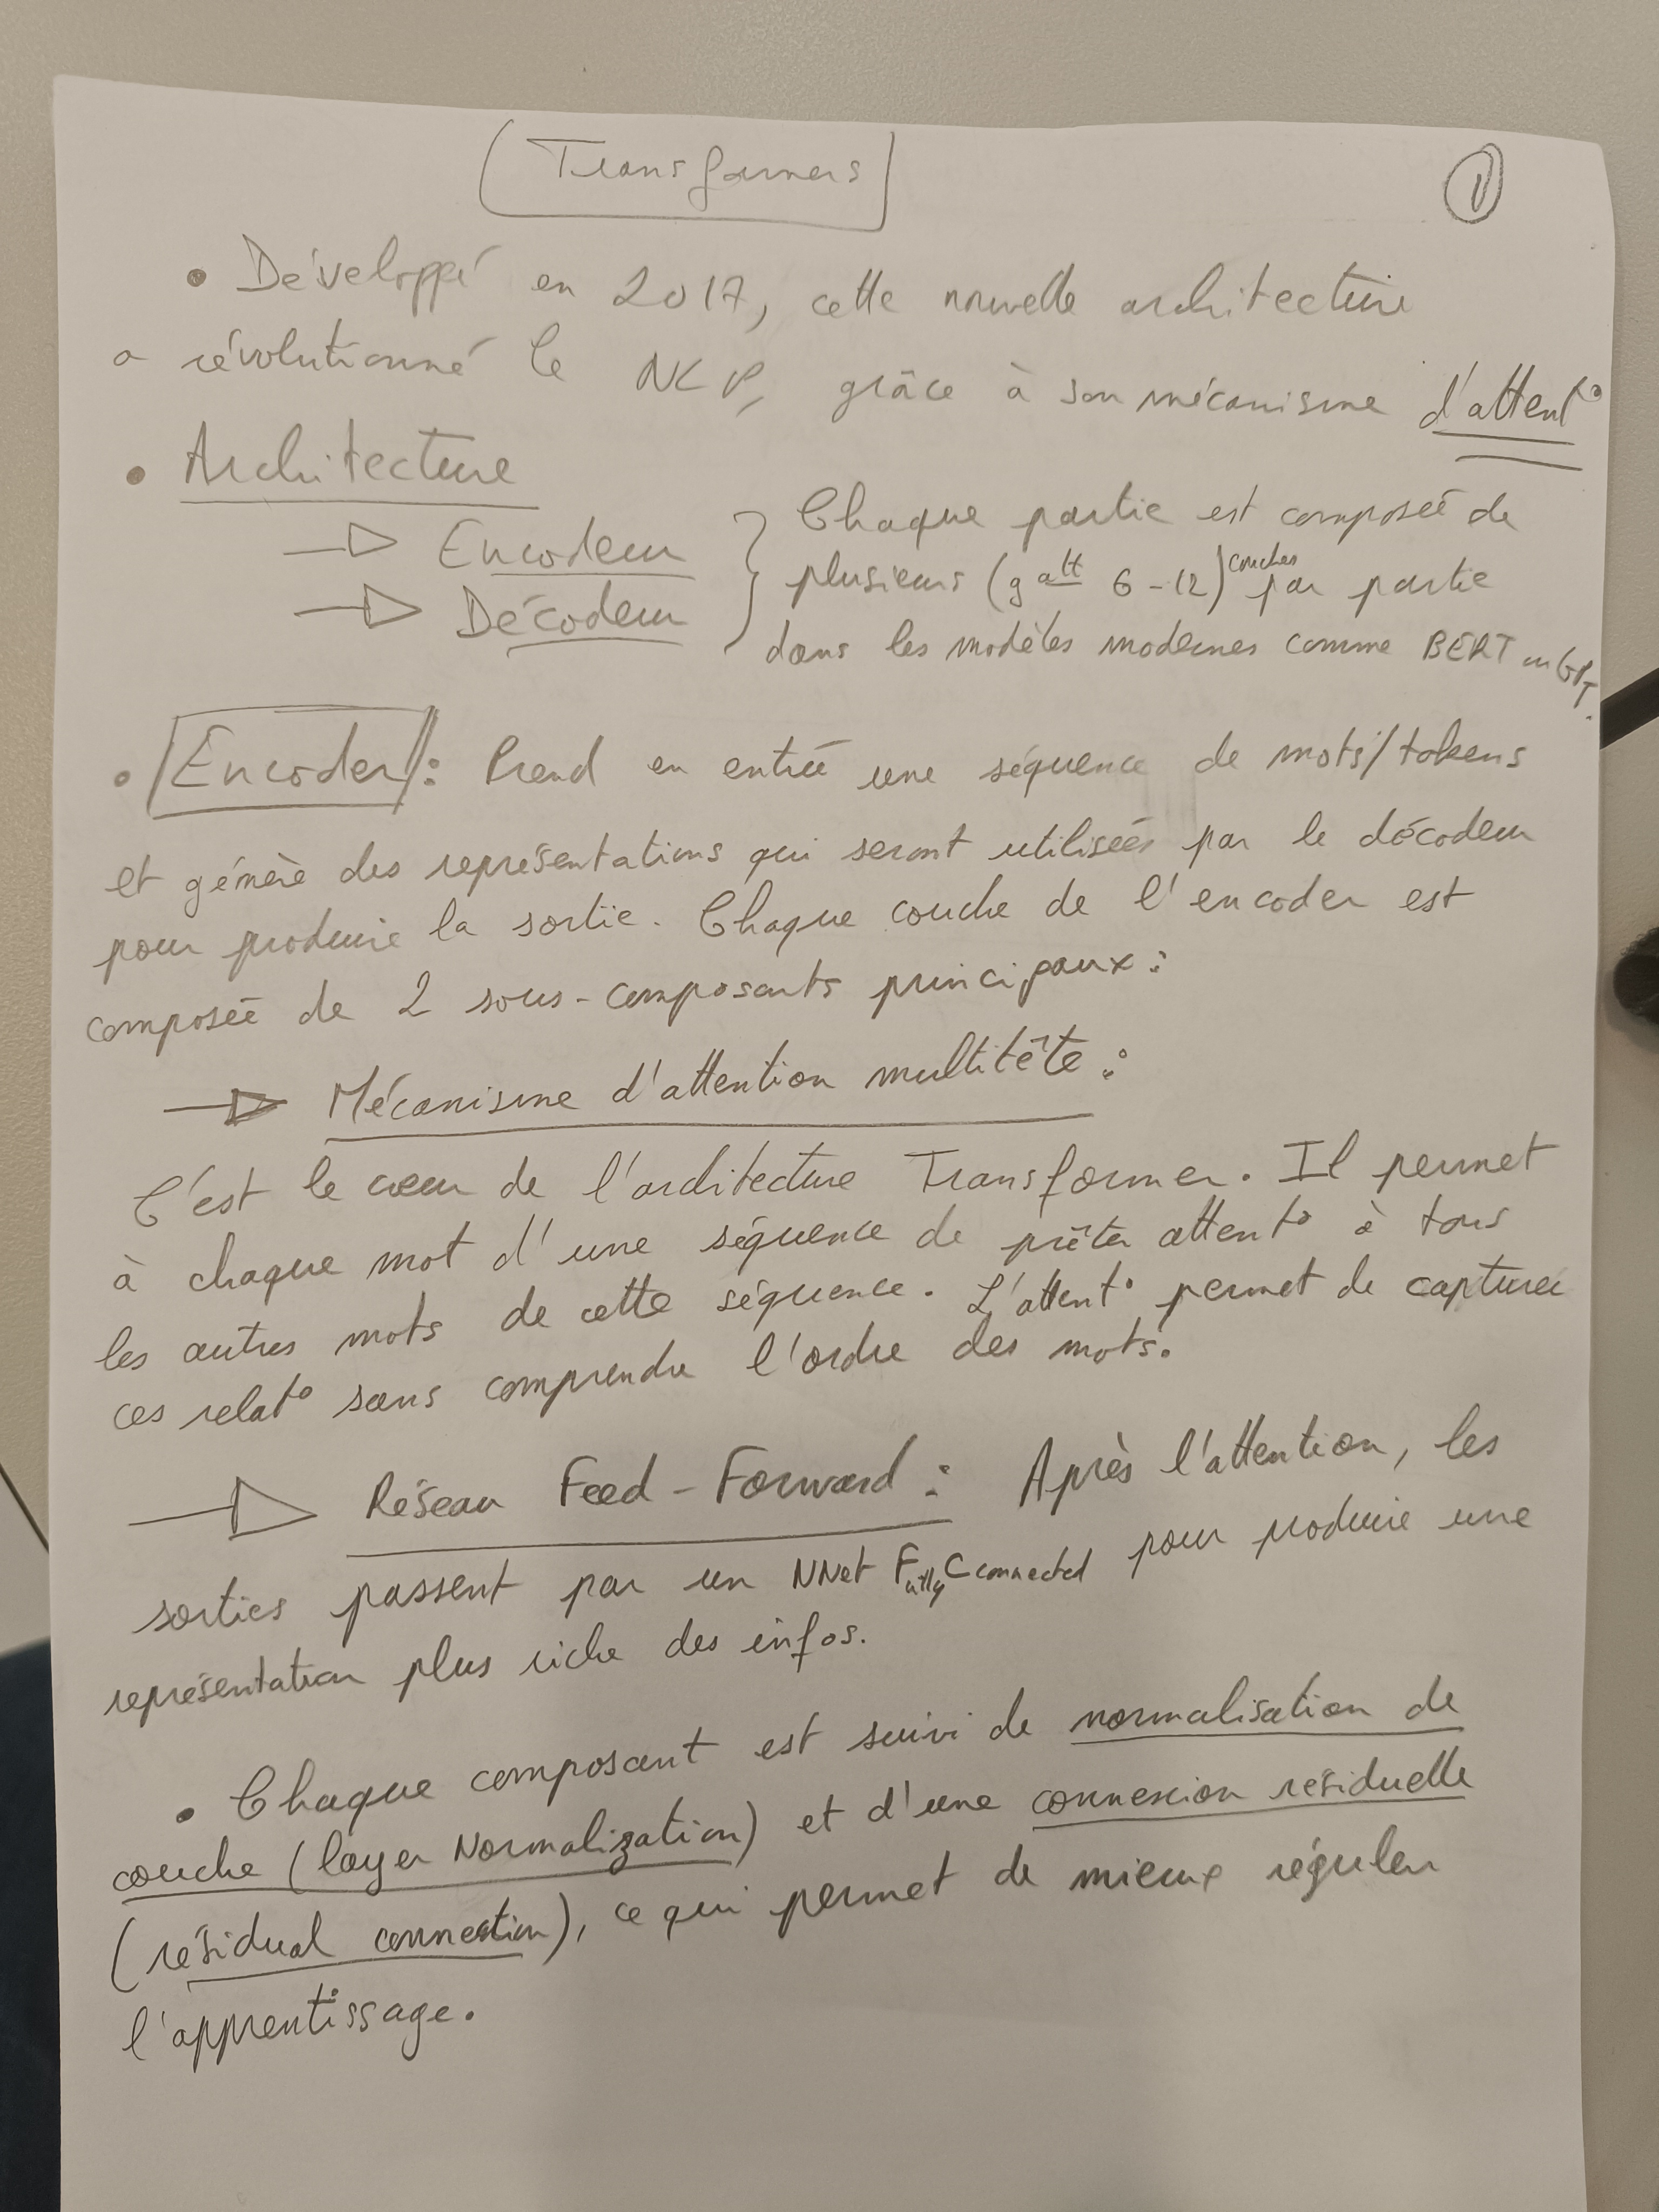 Transformers
1
• Développé en 2017, cette nouvelle architecture
a révolutionné le NLP, grâce à son mécanisme d'attent°
• Architecture
→ Encodeur
→ Décodeur
Chaque partie est composée de
plusieurs (g alt 6-12) couches par partie
dans les modèles modernes comme BERT ou GPT.
• Encoder : Prend en entrée une séquence de mots/tokens
et génère des représentations qui seront utilisées par le décodeur
pour produire la sortie. Chaque couche de l'encoder est
composée de 2 sous-composants principaux :
→ Mécanisme d'attention multitête :
C'est le cœur de l'architecture Transformer. Il permet
à chaque mot d'une séquence de prêter attent° à tous
les autres mots de cette séquence. L'attent° permet de capturer
ces relat° sans comprendre l'ordre des mots.
→ Réseau Feed-Forward : Après l'attention, les
sorties passent par un NNet Fully Connected pour produire une
représentation plus riche des infos.
• Chaque composant est suivi de normalisation de
couche (layer Normalization) et d'une connexion résiduelle
(résidual connection), ce qui permet de mieux réguler
l'apprentissage.